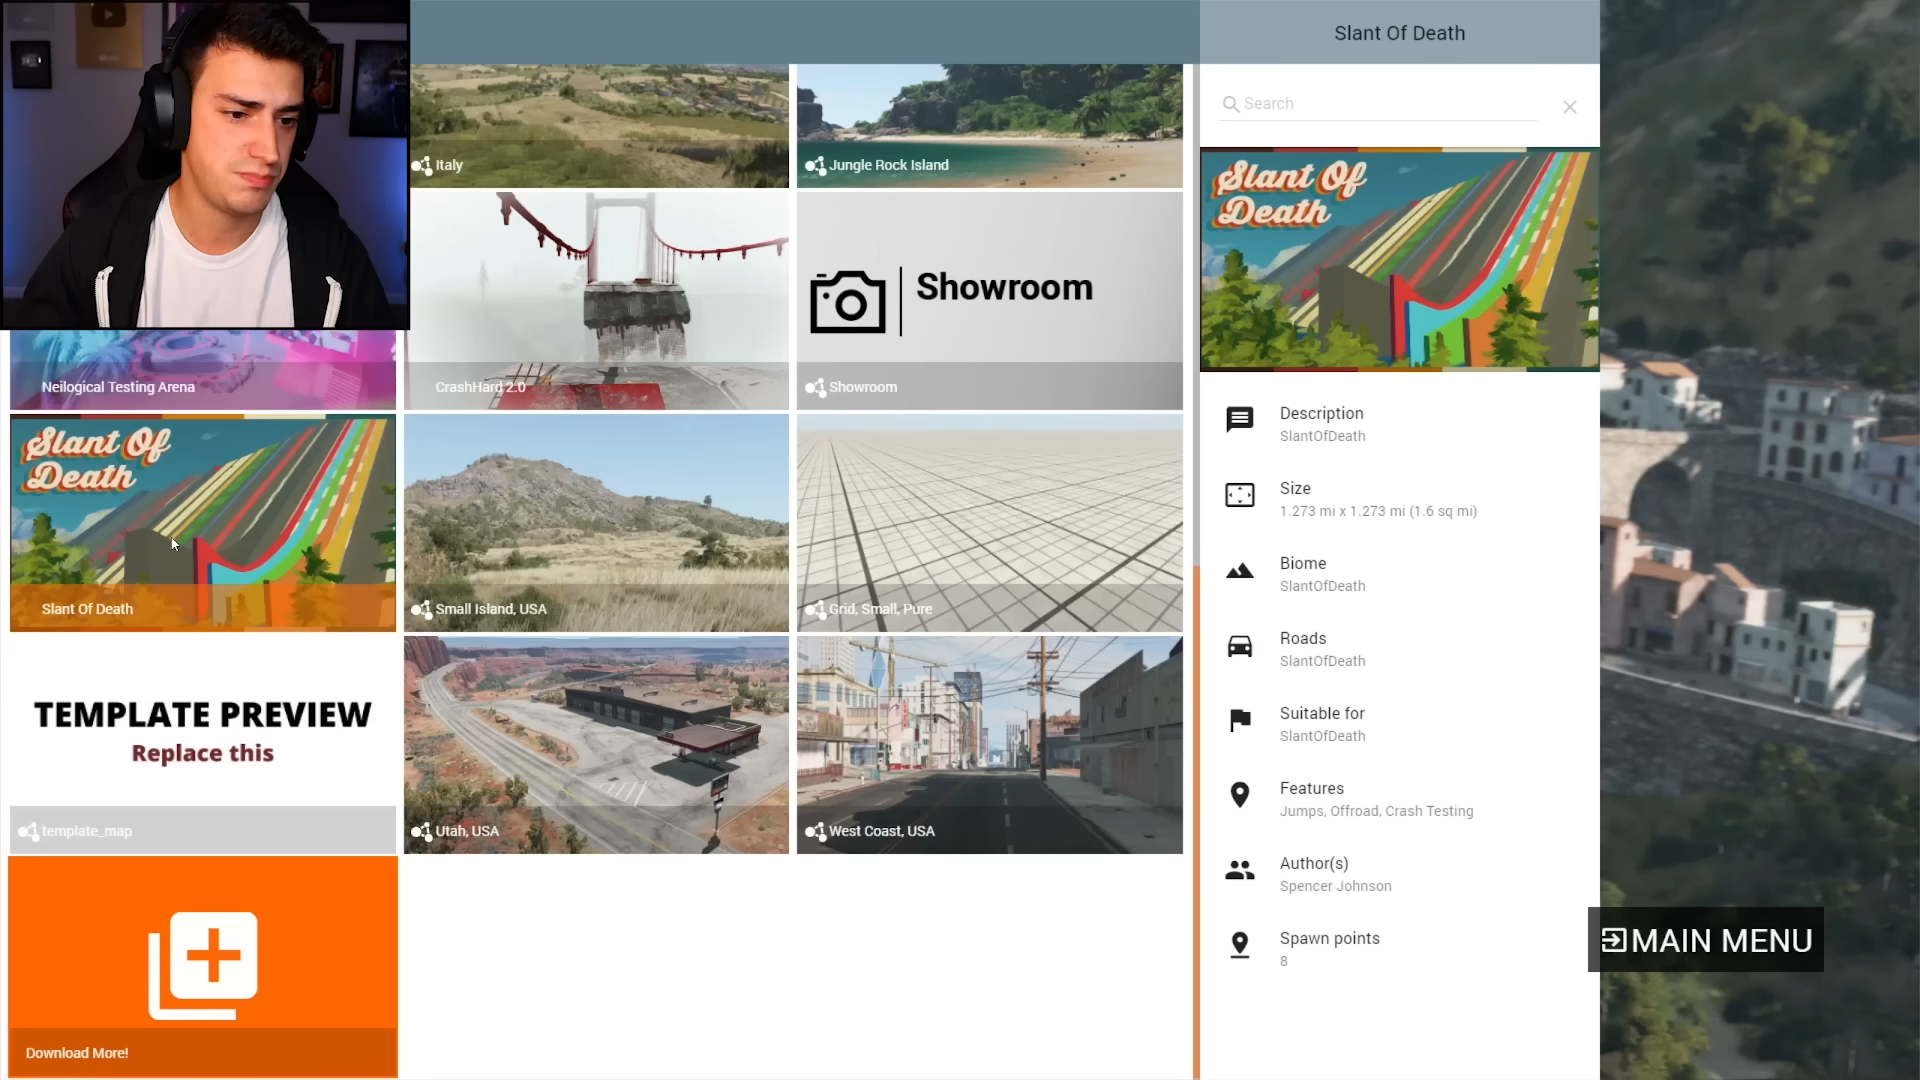 Slant Of Death
Search
Italy
Jungle Rock Island
Slant Of
Death
Showroom
Neilogical Testing Arena
CrashHard 2.0
Showroom
Description
SlantOfDeath
Slant Of
Death
Size
1.273 mi x 1.273 mi (1.6 sq mi)
Biome
SlantOfDeath
Slant Of Death
Small Island, USA
Grid, Small, Pure
Roads
SlantOfDeath
TEMPLATE PREVIEW
Replace this
Suitable for
SlantOfDeath
Features
Jumps, Offroad, Crash Testing
template_map
Utah, USA
West Coast, USA
Author(s)
Spencer Johnson
MAIN MENU
Spawn points
8
Download More!